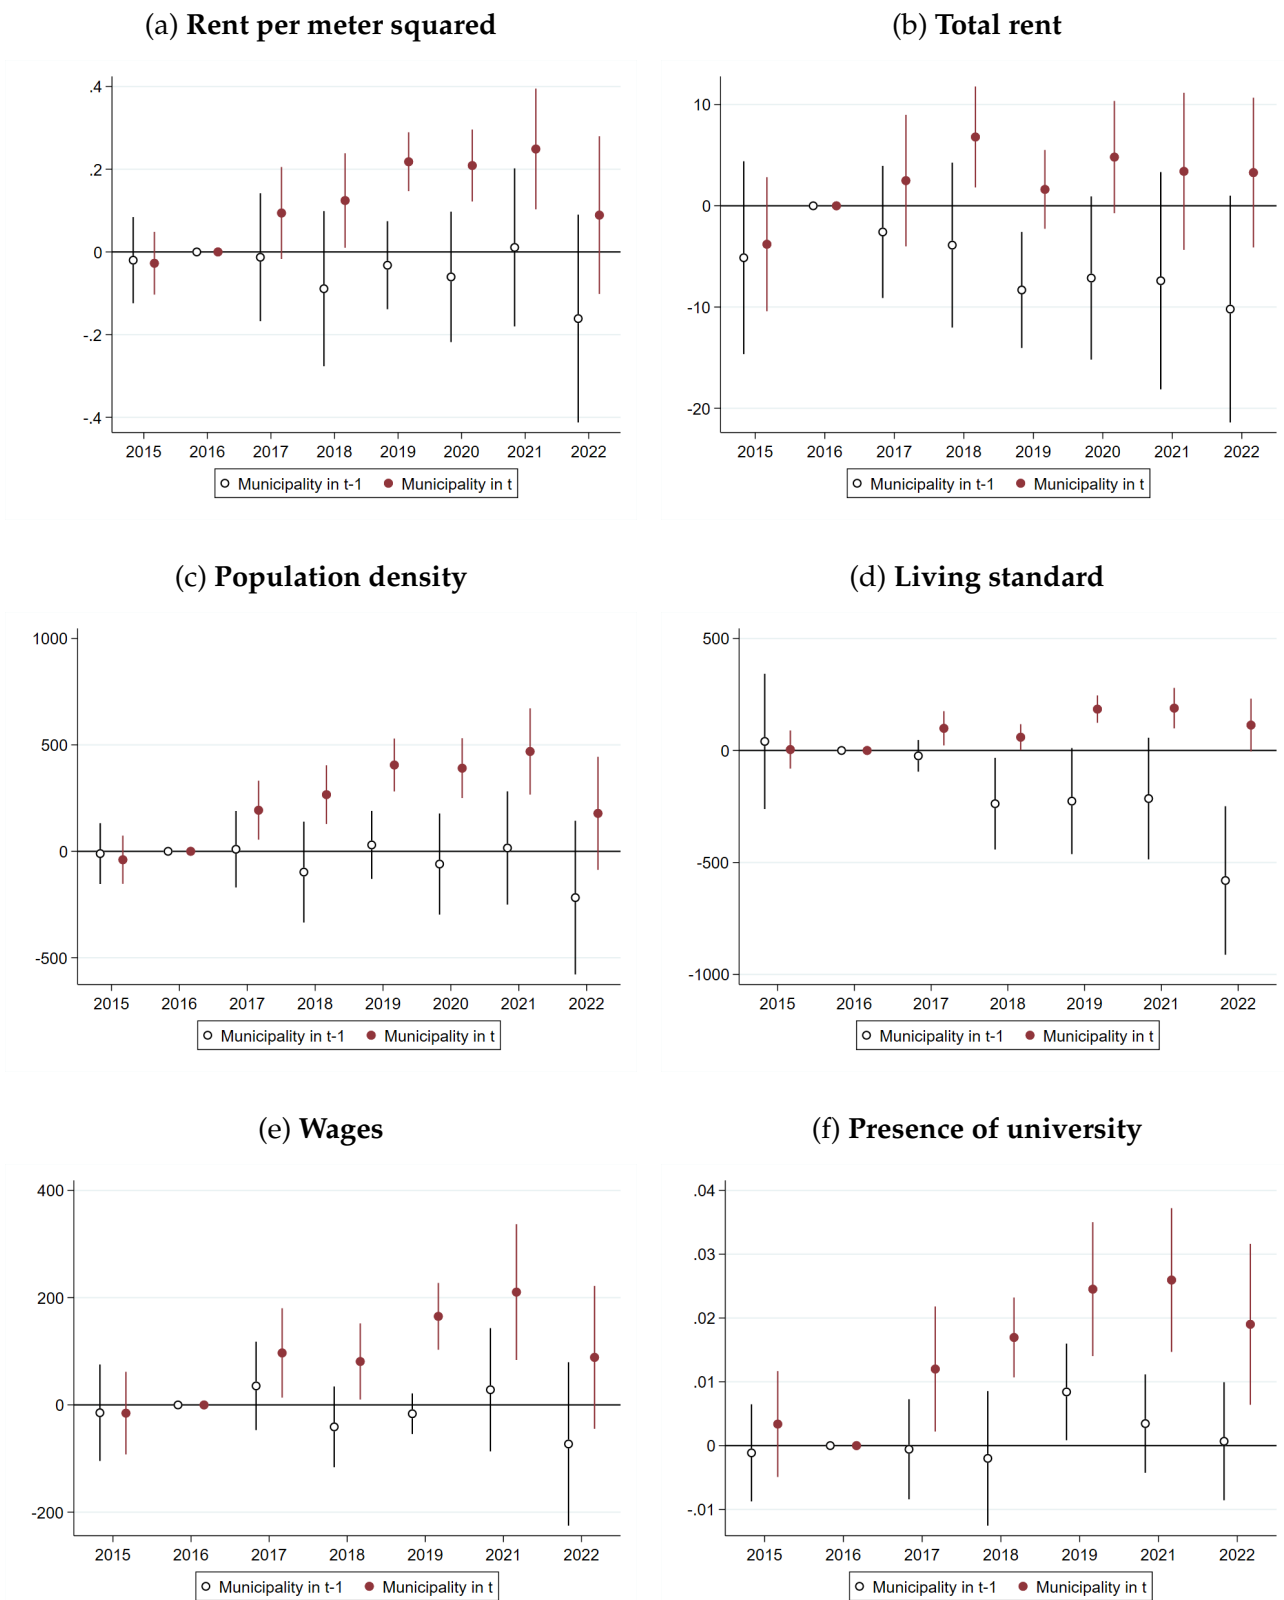 (a) Rent per meter squared
.4
.2
0
-.2
-.4
2015 2016 2017 2018 2019 2020 2021 2022
Municipality in t-1 Municipality in t
(b) Total rent
10
0
-10
-20
2015 2016 2017 2018 2019 2020 2021 2022
Municipality in t-1 Municipality in t
(c) Population density
1000
500
0
-500
2015 2016 2017 2018 2019 2020 2021 2022
Municipality in t-1 Municipality in t
(d) Living standard
500
0
-500
-1000
2015 2016 2017 2018 2019 2021 2022
Municipality in t-1 Municipality in t
(e) Wages
400
200
0
-200
2015 2016 2017 2018 2019 2021 2022
Municipality in t-1 Municipality in t
(f) Presence of university
.04
.03
.02
.01
0
-.01
2015 2016 2017 2018 2019 2021 2022
Municipality in t-1 Municipality in t